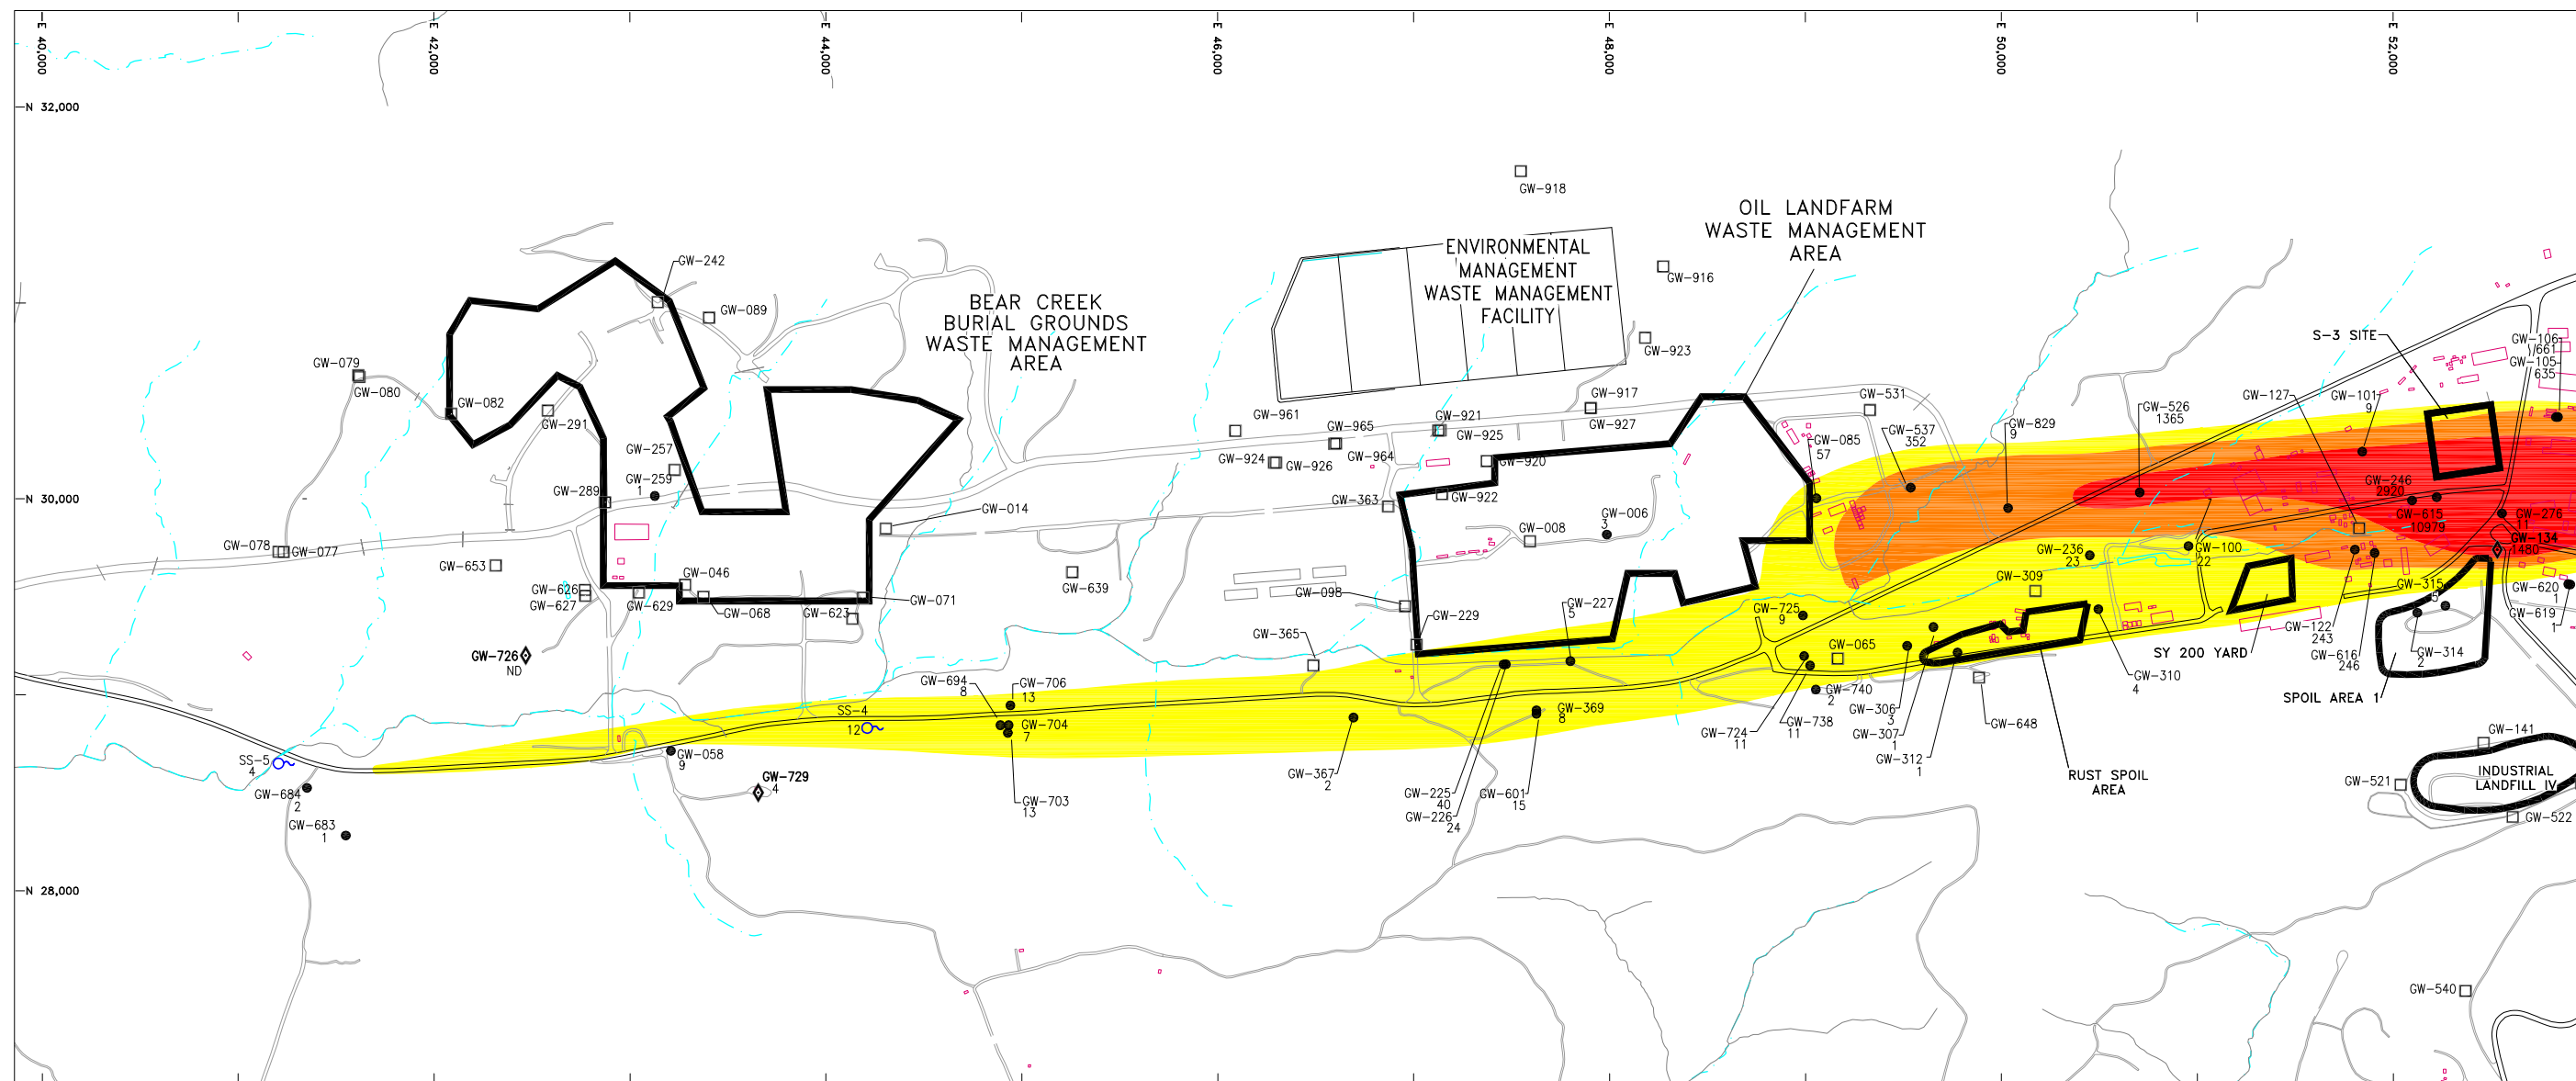 E 40,000
E 42,000
E 44,000
E 46,000
E 48,000
E 50,000
E 52,000
N 32,000
N 30,000
N 28,000
GW-918
OIL LANDFARM
WASTE MANAGEMENT
AREA
ENVIRONMENTAL
MANAGEMENT
WASTE MANAGEMENT
FACILITY
GW-916
GW-923
GW-242
GW-089
BEAR CREEK
BURIAL GROUNDS
WASTE MANAGEMENT
AREA
GW-079
GW-080
GW-082
GW-291
GW-257
GW-259
1
GW-289
GW-014
GW-078
GW-077
GW-653
GW-626
GW-627
GW-629
GW-046
GW-068
GW-623
GW-071
GW-639
GW-726
ND
GW-961
GW-965
GW-964
GW-924
GW-926
GW-921
GW-925
GW-917
GW-927
GW-920
GW-922
GW-363
GW-008
GW-006
3
GW-098
GW-229
GW-365
GW-227
5
GW-531
GW-085
57
GW-537
352
GW-829
9
GW-526
1365
GW-127
GW-101
9
S-3 SITE
GW-106
661
GW-105
635
GW-246
2920
GW-615
10979
GW-276
11
GW-134
1480
GW-236
23
GW-100
22
GW-309
GW-315
5
GW-620
1
GW-619
1
GW-725
9
GW-065
GW-122
243
GW-616
246
GW-314
2
SY 200 YARD
SPOIL AREA 1
GW-310
4
GW-740
2
GW-306
3
GW-307
1
GW-312
1
GW-648
RUST SPOIL
AREA
GW-724
11
GW-738
11
GW-694
8
GW-706
13
GW-704
7
GW-703
13
SS-4
12
GW-058
9
GW-729
4
SS-5
4
GW-684
2
GW-683
1
GW-367
2
GW-369
8
GW-225
40
GW-226
24
GW-601
15
GW-141
GW-521
INDUSTRIAL
LANDFILL IV
GW-522
GW-540